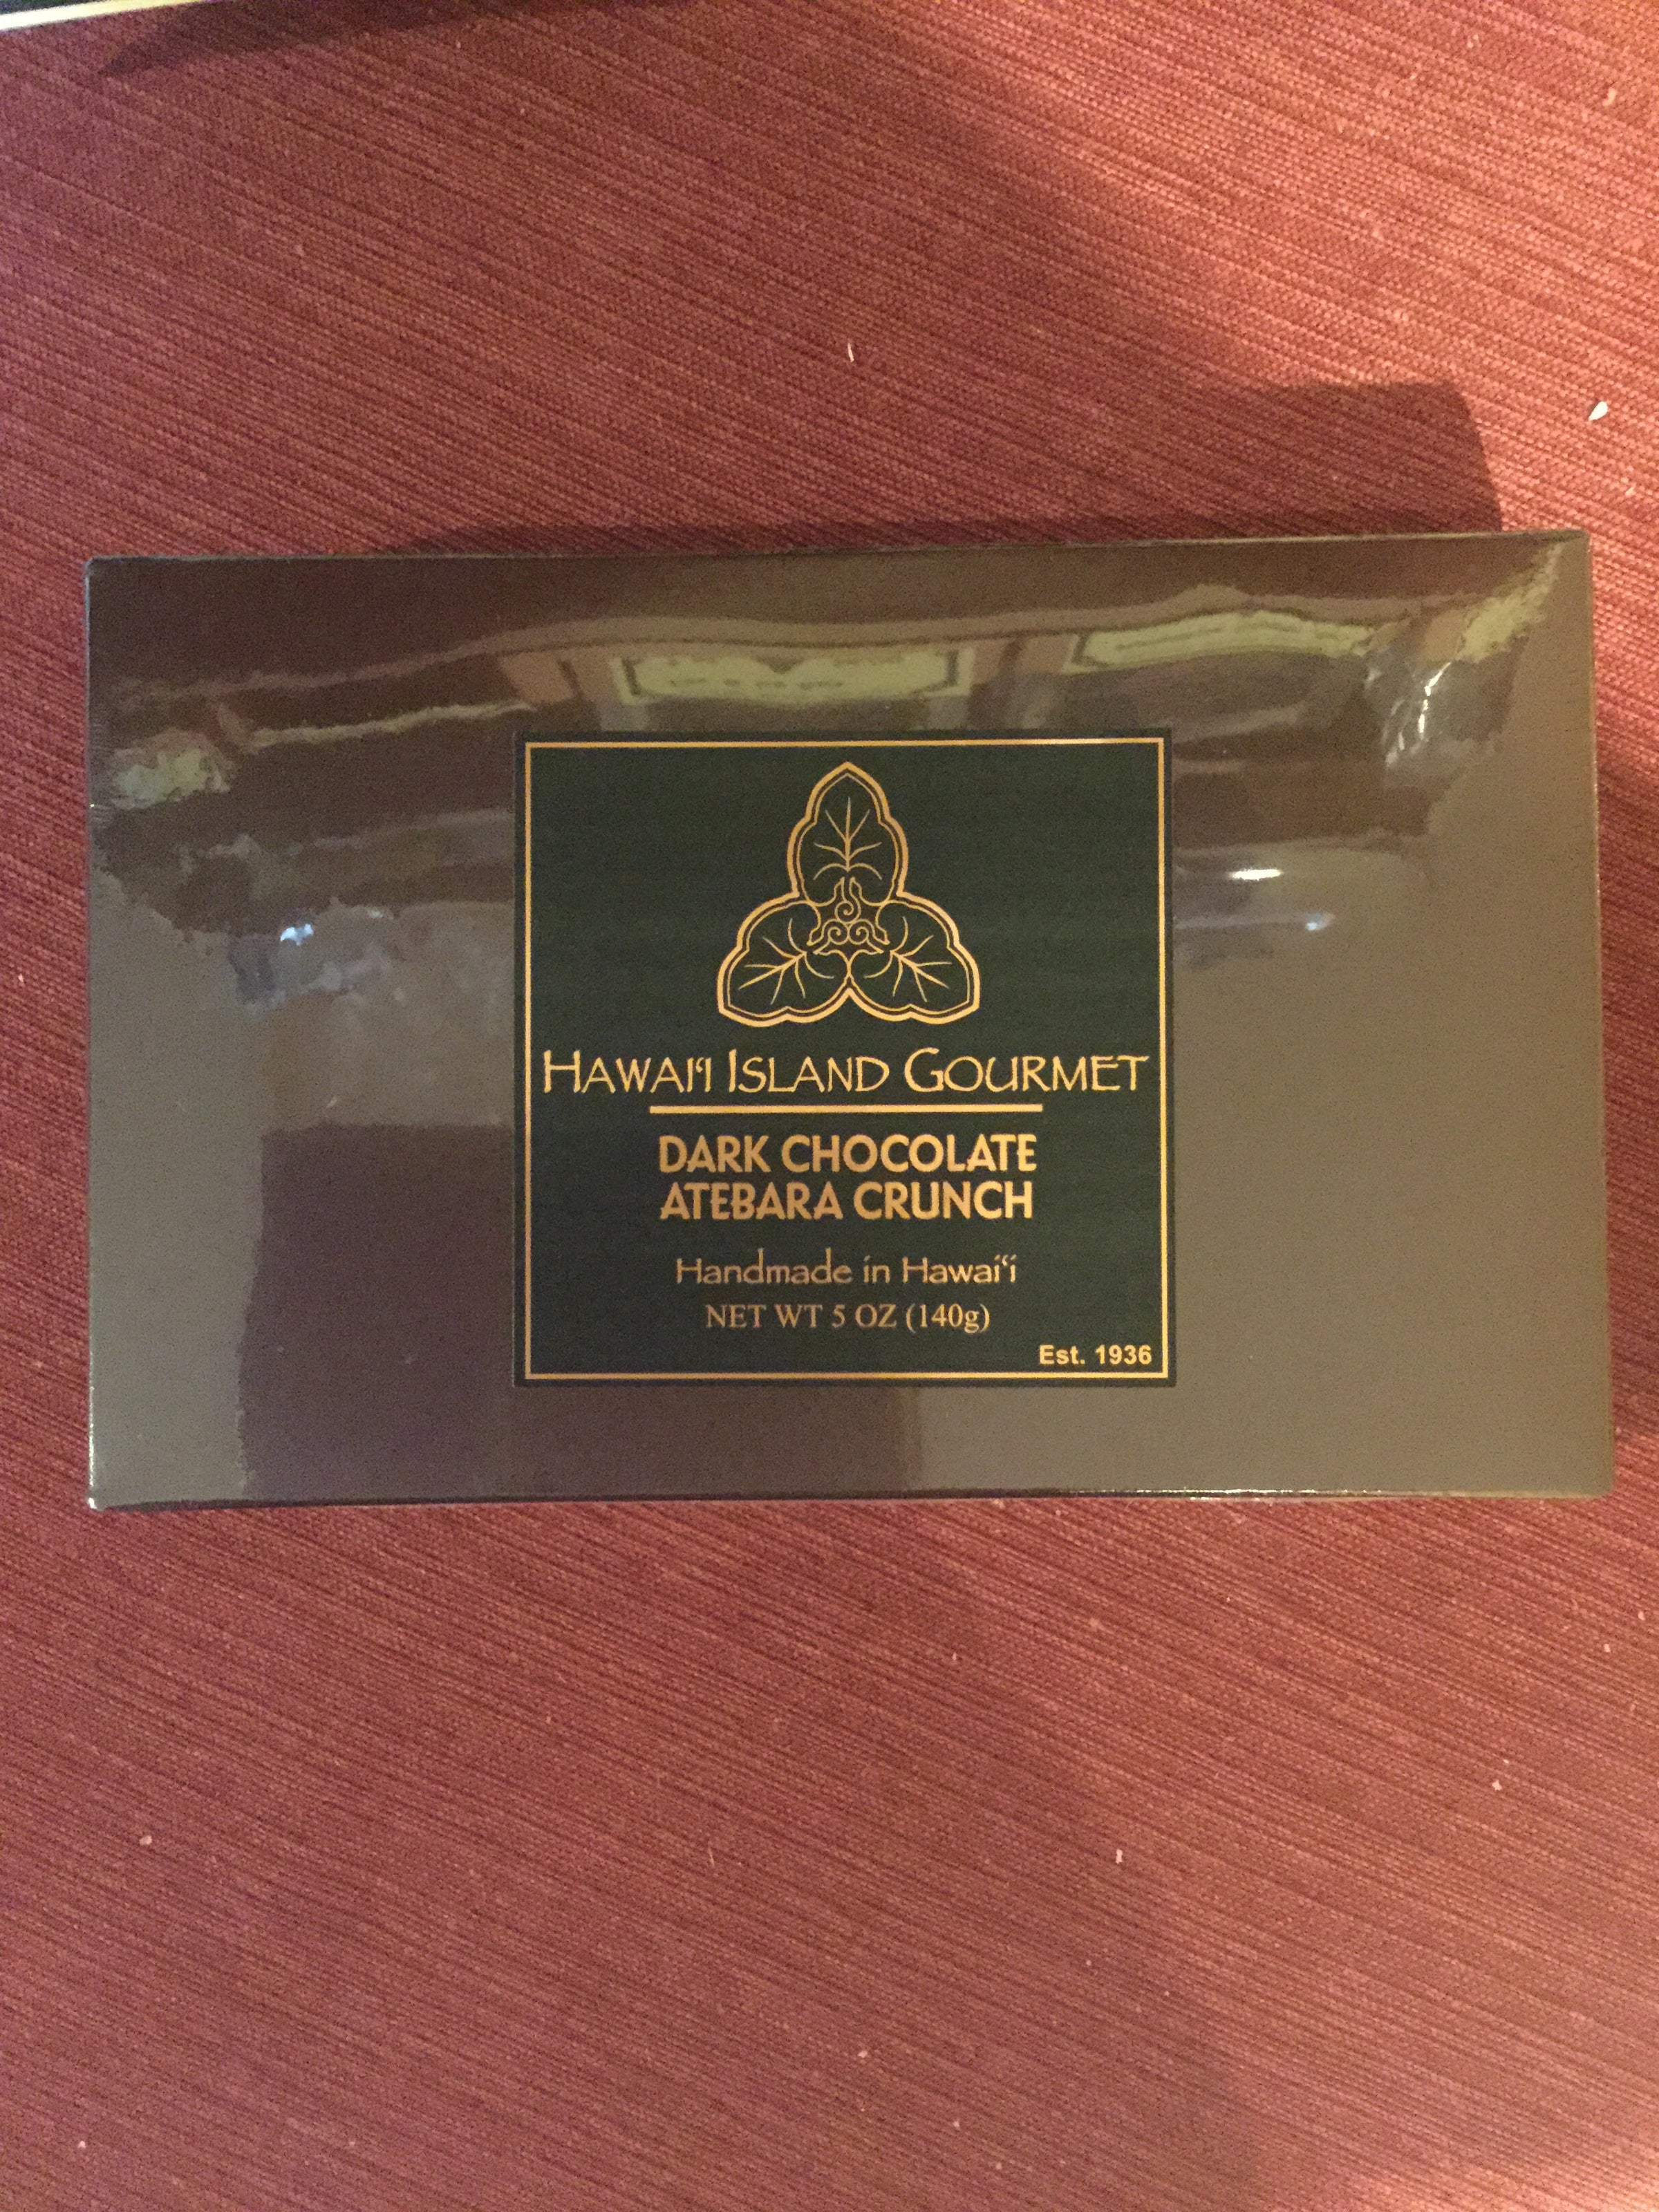 HAWAI‘I ISLAND GOURMET
DARK CHOCOLATE
ATEBARA CRUNCH
Handmade in Hawai‘i
NET WT 5 OZ (140g)
Est. 1936